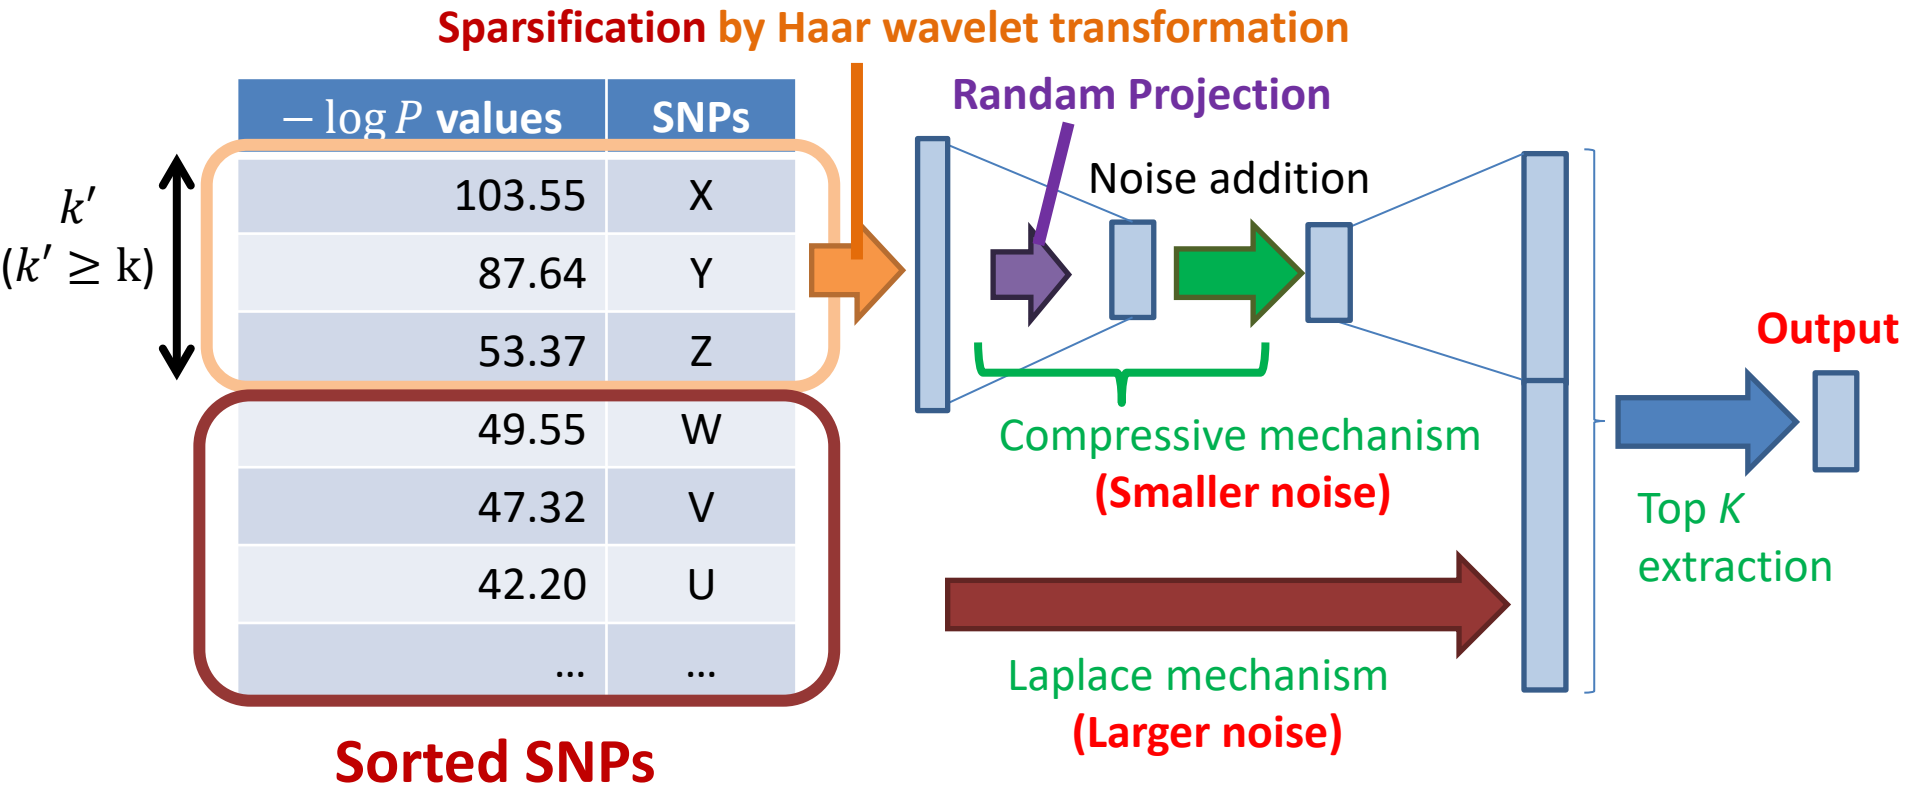 Sparsification by Haar wavelet transformation
− log P values SNPs
103.55 X
87.64 Y
53.37 Z
49.55 W
47.32 V
42.20 U
... ...
k′
(k′ ≥ k)
Sorted SNPs
Randam Projection
Noise addition
Compressive mechanism
(Smaller noise)
Laplace mechanism
(Larger noise)
Top K
extraction
Output